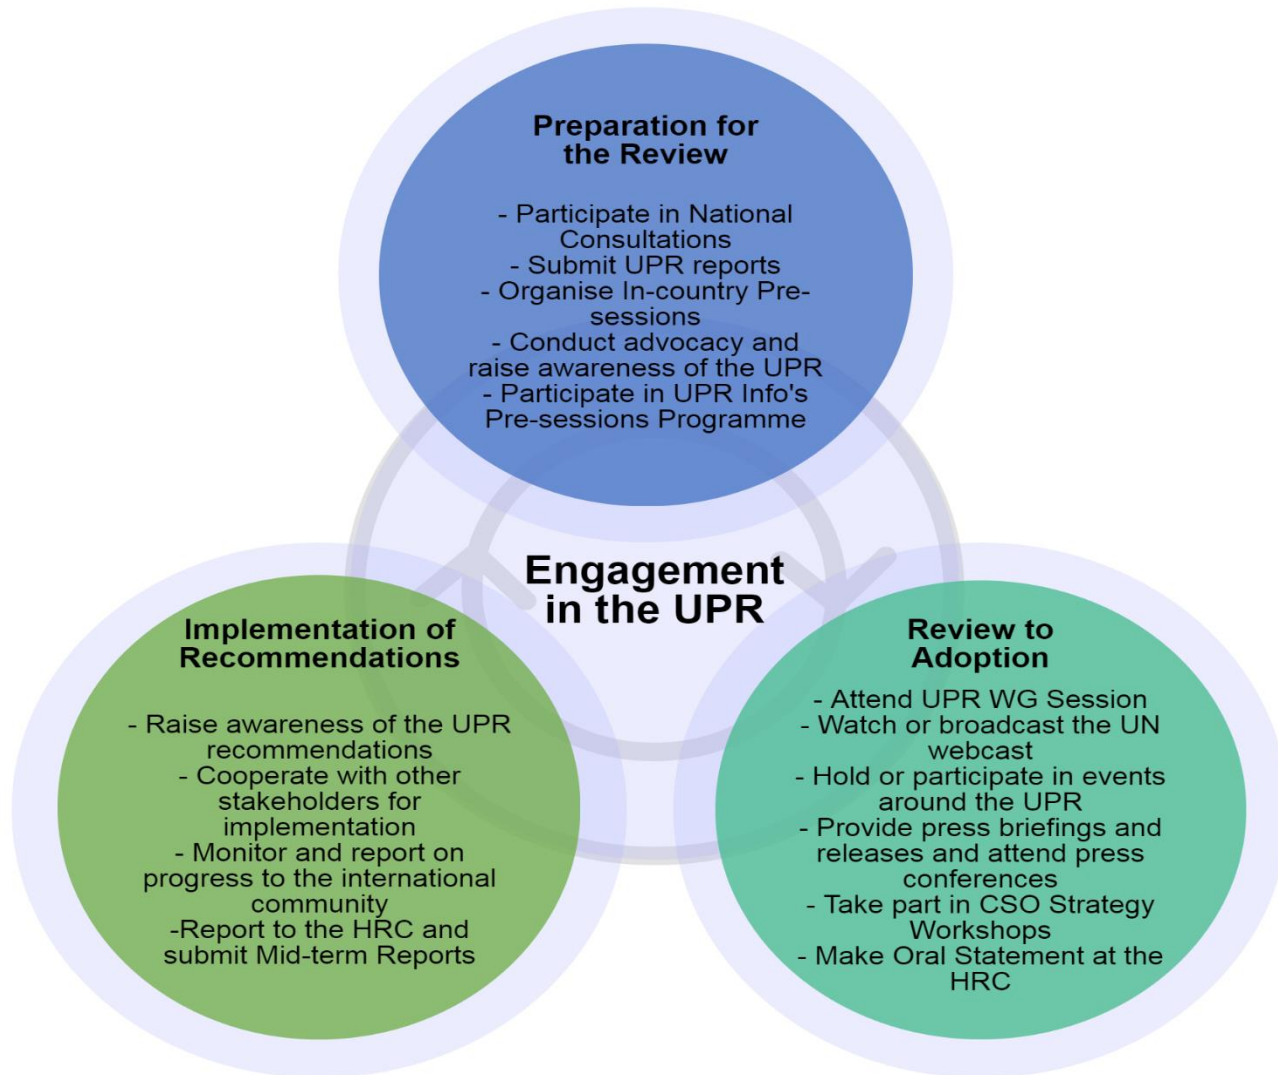 Preparation for
the Review
- Participate in National
Consultations
- Submit UPR reports
- Organise In-country Pre-
sessions
- Conduct advocacy and
raise awareness of the UPR
- Participate in UPR Info's
Pre-sessions Programme
Engagement
in the UPR
Implementation of
Recommendations
- Raise awareness of the UPR
recommendations
- Cooperate with other
stakeholders for
implementation
- Monitor and report on
progress to the international
community
-Report to the HRC and
submit Mid-term Reports
Review to
Adoption
- Attend UPR WG Session
- Watch or broadcast the UN
webcast
- Hold or participate in events
around the UPR
- Provide press briefings and
releases and attend press
conferences
- Take part in CSO Strategy
Workshops
- Make Oral Statement at the
HRC